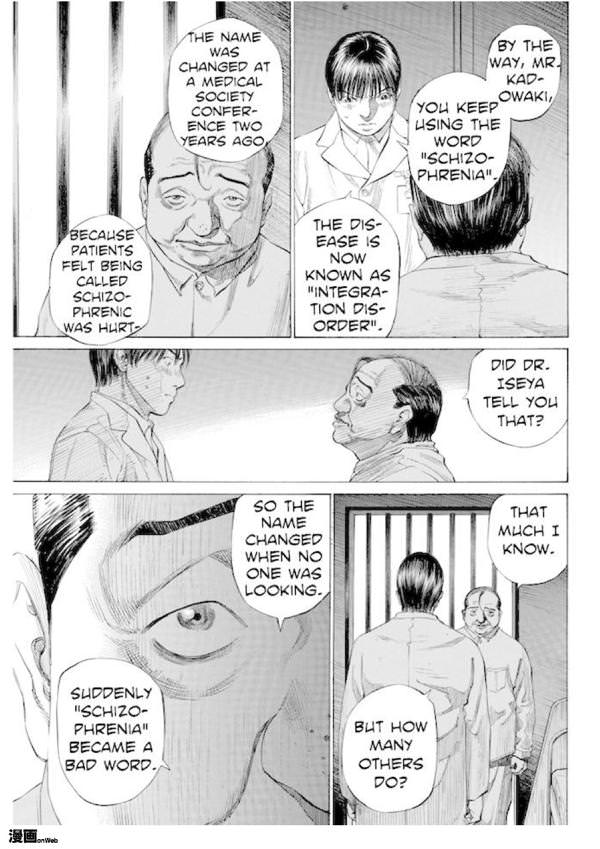 BY THE
WAY, MR.
KAD-
OWAKI,
YOU KEEP
USING THE
WORD
"SCHIZO-
PHRENIA".
THE DIS-
EASE IS
NOW
KNOWN AS
"INTEGRA-
TION DIS-
ORDER".
THE NAME
WAS
CHANGED AT
A MEDICAL
SOCIETY
CONFER-
ENCE TWO
YEARS AGO,
BECAUSE
PATIENTS
FELT BEING
CALLED
SCHIZO-
PHRENIC
WAS HURT-
DID DR.
ISEYA
TELL YOU
THAT?
THAT
MUCH I
KNOW.
BUT HOW
MANY
OTHERS
DO?
SO THE
NAME
CHANGED
WHEN NO
ONE WAS
LOOKING.
SUDDENLY
"SCHIZO-
PHRENIA"
BECAME A
BAD WORD.
漫画onWeb